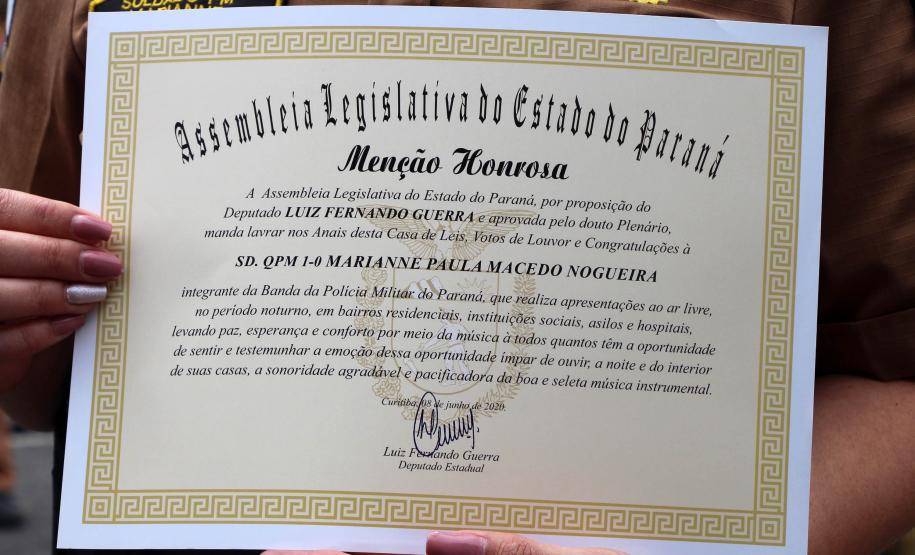 SOLDADO PM
Assembleia Legislativa do Estado do Paraná
Menção Honrosa
A Assembleia Legislativa do Estado do Paraná, por proposição do
Deputado LUIZ FERNANDO GUERRA e aprovada pelo douto Plenário,
manda lavrar nos Anais desta Casa de Leis, Votos de Louvor e Congratulações à
SD. QPM 1-0 MARIANNE PAULA MACEDO NOGUEIRA
integrante da Banda da Polícia Militar do Paraná, que realiza apresentações ao ar livre,
no período noturno, em bairros residenciais, instituições sociais, asilos e hospitais,
levando paz, esperança e conforto por meio da música à todos quantos têm a oportunidade
de sentir e testemunhar a emoção dessa oportunidade ímpar de ouvir, a noite e do interior
de suas casas, a sonoridade agradável e pacificadora da boa e seleta música instrumental.
Curitiba, 08 de junho de 2020.
Luiz Fernando Guerra
Deputado Estadual